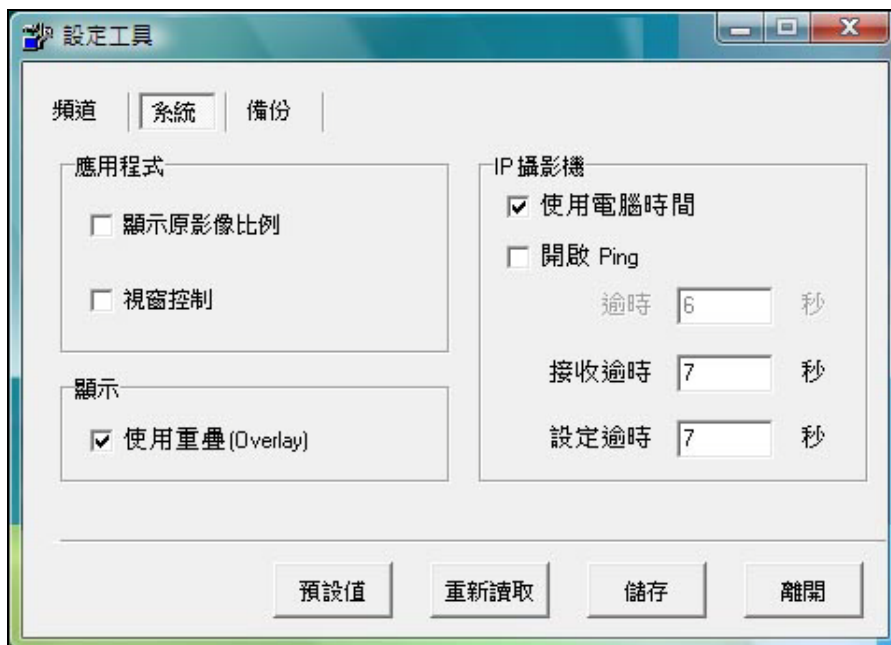 設定工具
頻道 系統 備份
應用程式
顯示原影像比例
視窗控制
顯示
使用重疊(Overlay)
IP 攝影機
使用電腦時間
開啟 Ping
逾時 6 秒
接收逾時 7 秒
設定逾時 7 秒
預設值 重新讀取 儲存 離開